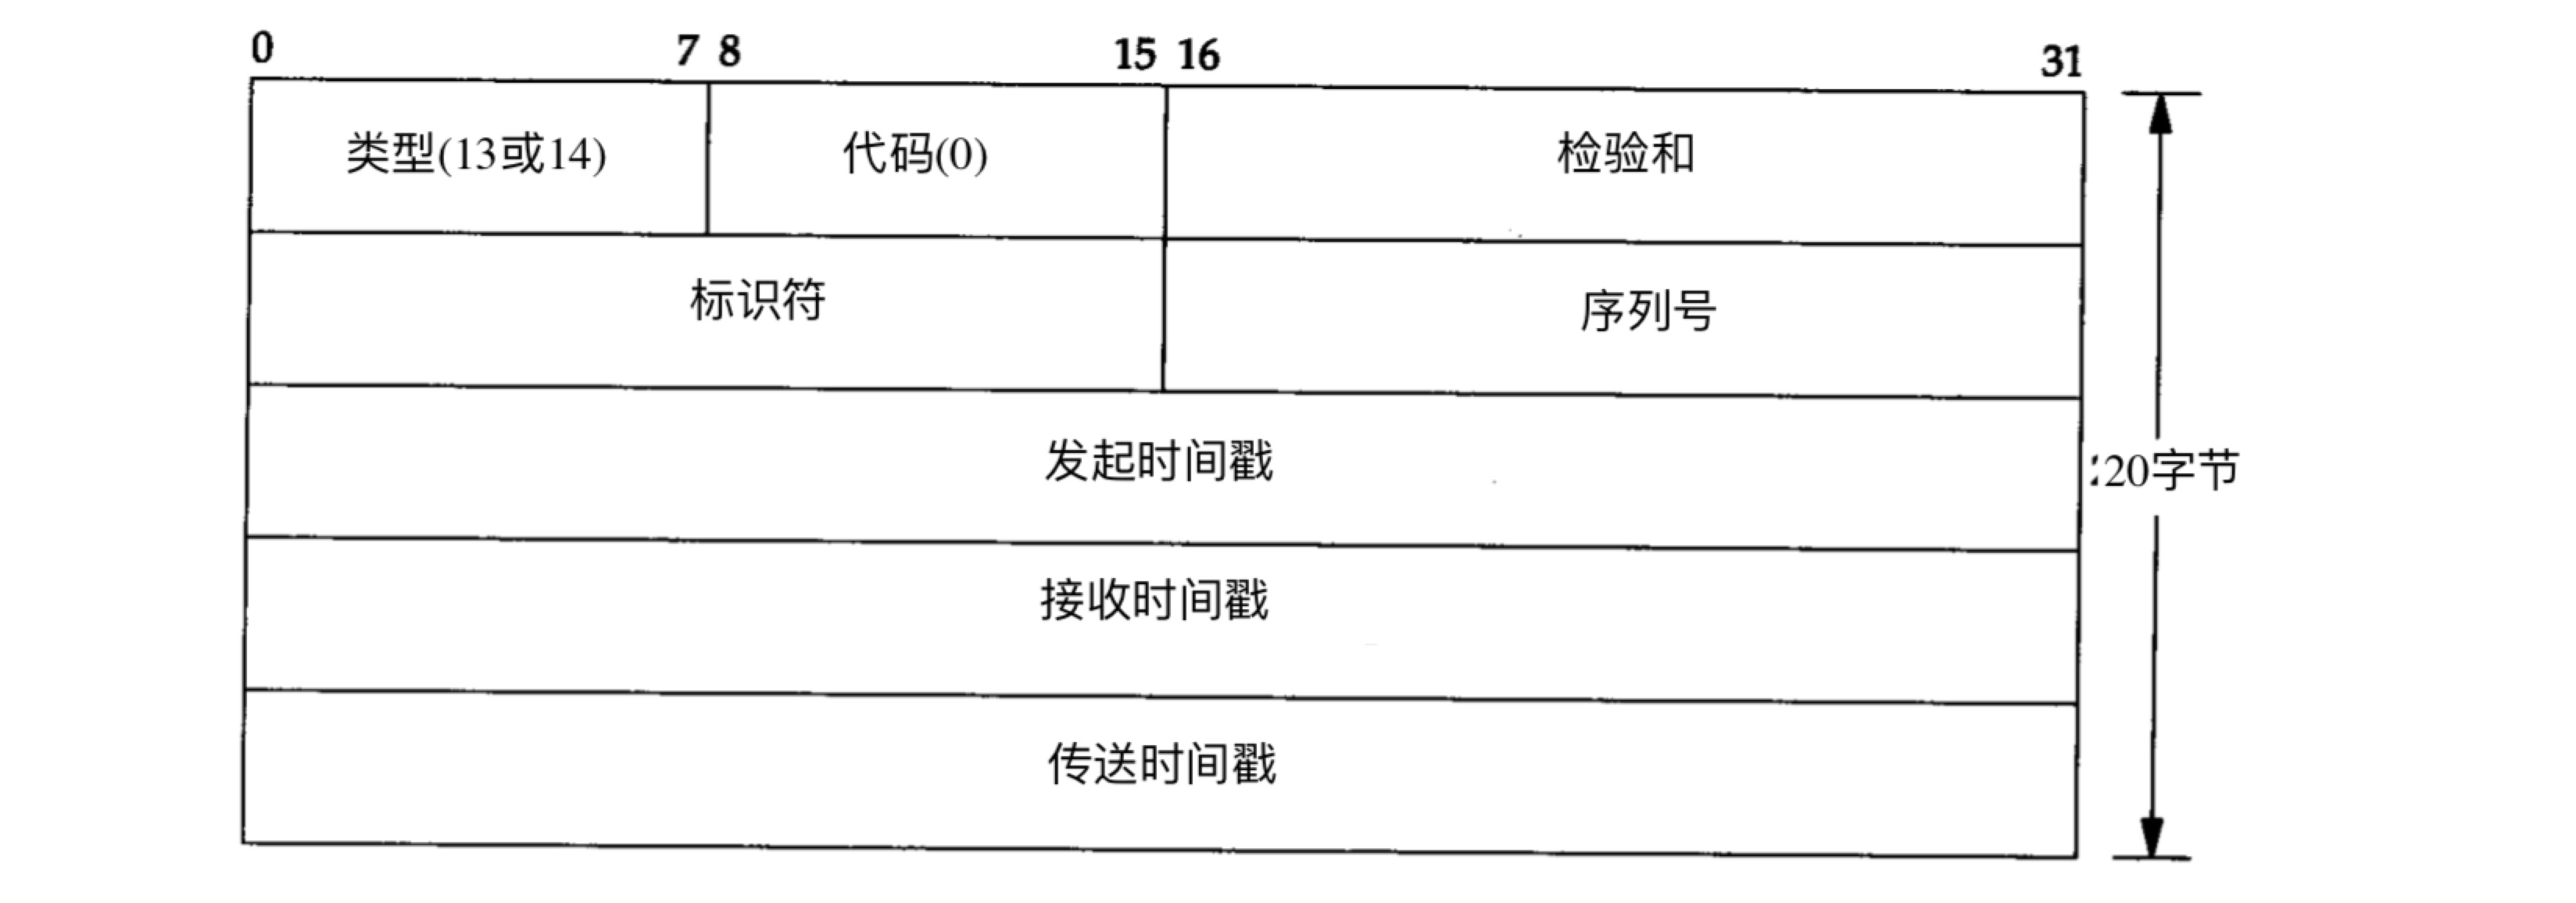 0 7 8 15 16 31
类型(13或14) 代码(0) 检验和
标识符 序列号
发起时间戳
20字节
接收时间戳
传送时间戳